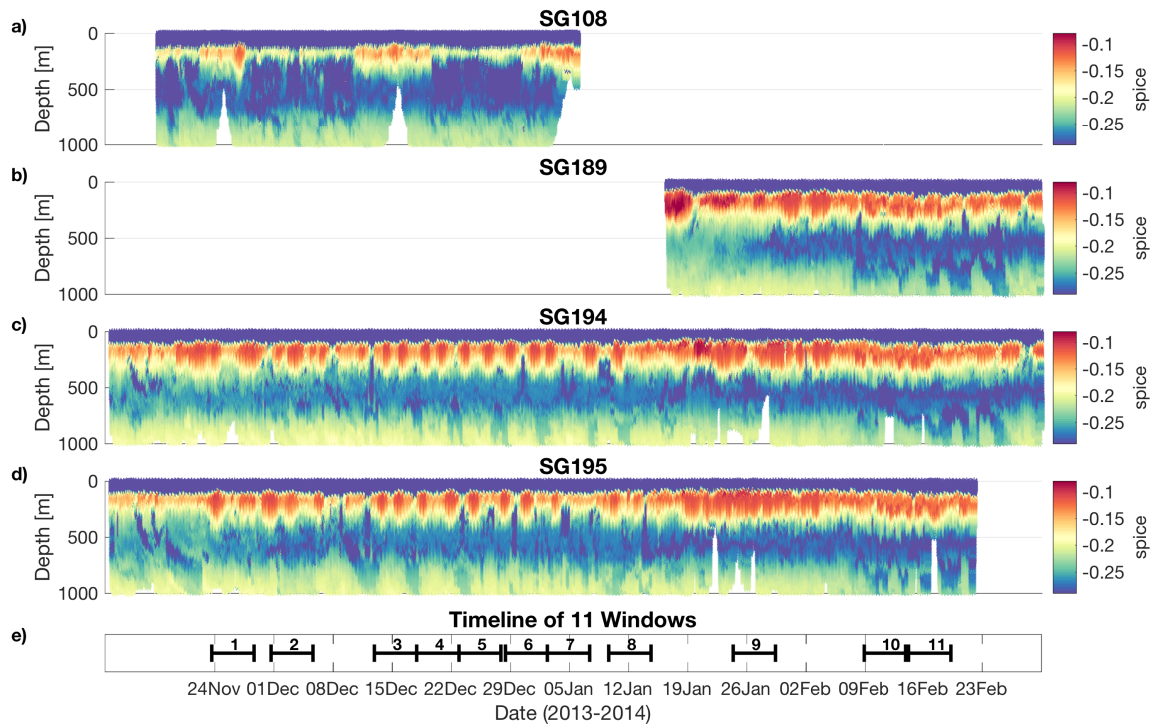 a)
SG108
0
500
1000
Depth [m]
-0.1
-0.15
-0.2
-0.25
spice
b)
SG189
0
500
1000
Depth [m]
-0.1
-0.15
-0.2
-0.25
spice
c)
SG194
0
500
1000
Depth [m]
-0.1
-0.15
-0.2
-0.25
spice
d)
SG195
0
500
1000
Depth [m]
-0.1
-0.15
-0.2
-0.25
spice
e)
Timeline of 11 Windows
1 2 3 4 5 6 7 8 9 10 11
24Nov 01Dec 08Dec 15Dec 22Dec 29Dec 05Jan 12Jan 19Jan 26Jan 02Feb 09Feb 16Feb 23Feb
Date (2013-2014)